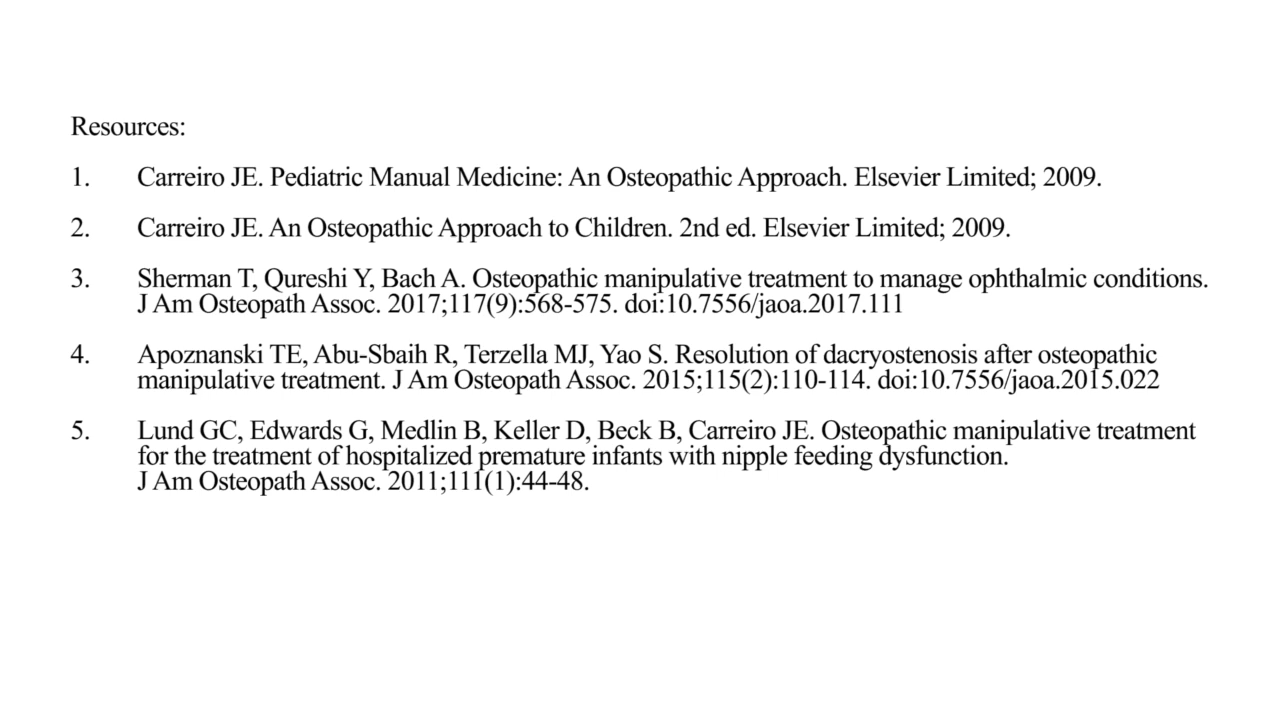 Resources:
1. Carreiro JE. Pediatric Manual Medicine: An Osteopathic Approach. Elsevier Limited; 2009.
2. Carreiro JE. An Osteopathic Approach to Children. 2nd ed. Elsevier Limited; 2009.
3. Sherman T, Qureshi Y, Bach A. Osteopathic manipulative treatment to manage ophthalmic conditions.
J Am Osteopath Assoc. 2017;117(9):568-575. doi:10.7556/jaoa.2017.111
4. Apoznanski TE, Abu-Sbaih R, Terzella MJ, Yao S. Resolution of dacryostenosis after osteopathic
manipulative treatment. J Am Osteopath Assoc. 2015;115(2):110-114. doi:10.7556/jaoa.2015.022
5. Lund GC, Edwards G, Medlin B, Keller D, Beck B, Carreiro JE. Osteopathic manipulative treatment
for the treatment of hospitalized premature infants with nipple feeding dysfunction.
J Am Osteopath Assoc. 2011;111(1):44-48.